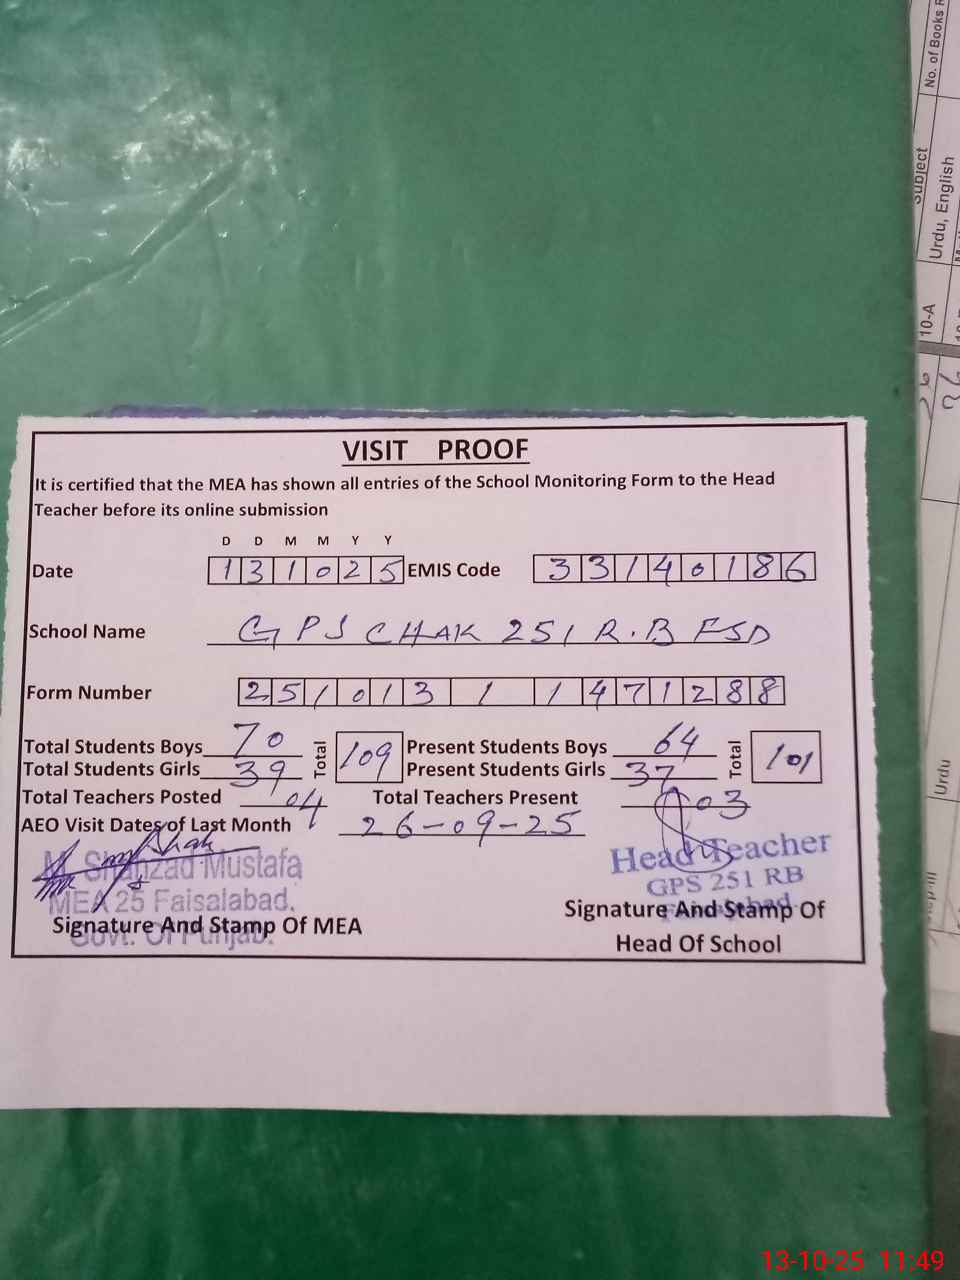 VISIT PROOF
It is certified that the MEA has shown all entries of the School Monitoring Form to the Head
Teacher before its online submission
D D M M Y Y
Date 1 3 1 0 2 5 EMIS Code 3 3 1 4 0 1 8 6
School Name GPS CHAK 251 R.B FSD
Form Number 2 5 1 0 1 3 1 1 4 7 1 2 8 8
Total Students Boys 70 Total 109 Present Students Boys 64 Total 101
Total Students Girls 39 Present Students Girls 37
Total Teachers Posted 04 Total Teachers Present 03
AEO Visit Dates of Last Month 26-09-25
M. Shahzad Mustafa
MEA 25 Faisalabad.
Govt. Of Punjab.
Signature And Stamp Of MEA
Head Teacher
GPS 251 RB
Faisalabad
Signature And Stamp Of
Head Of School
No. of Books
Subject
Urdu, English
10-A
Urdu
13-10-25 11:49